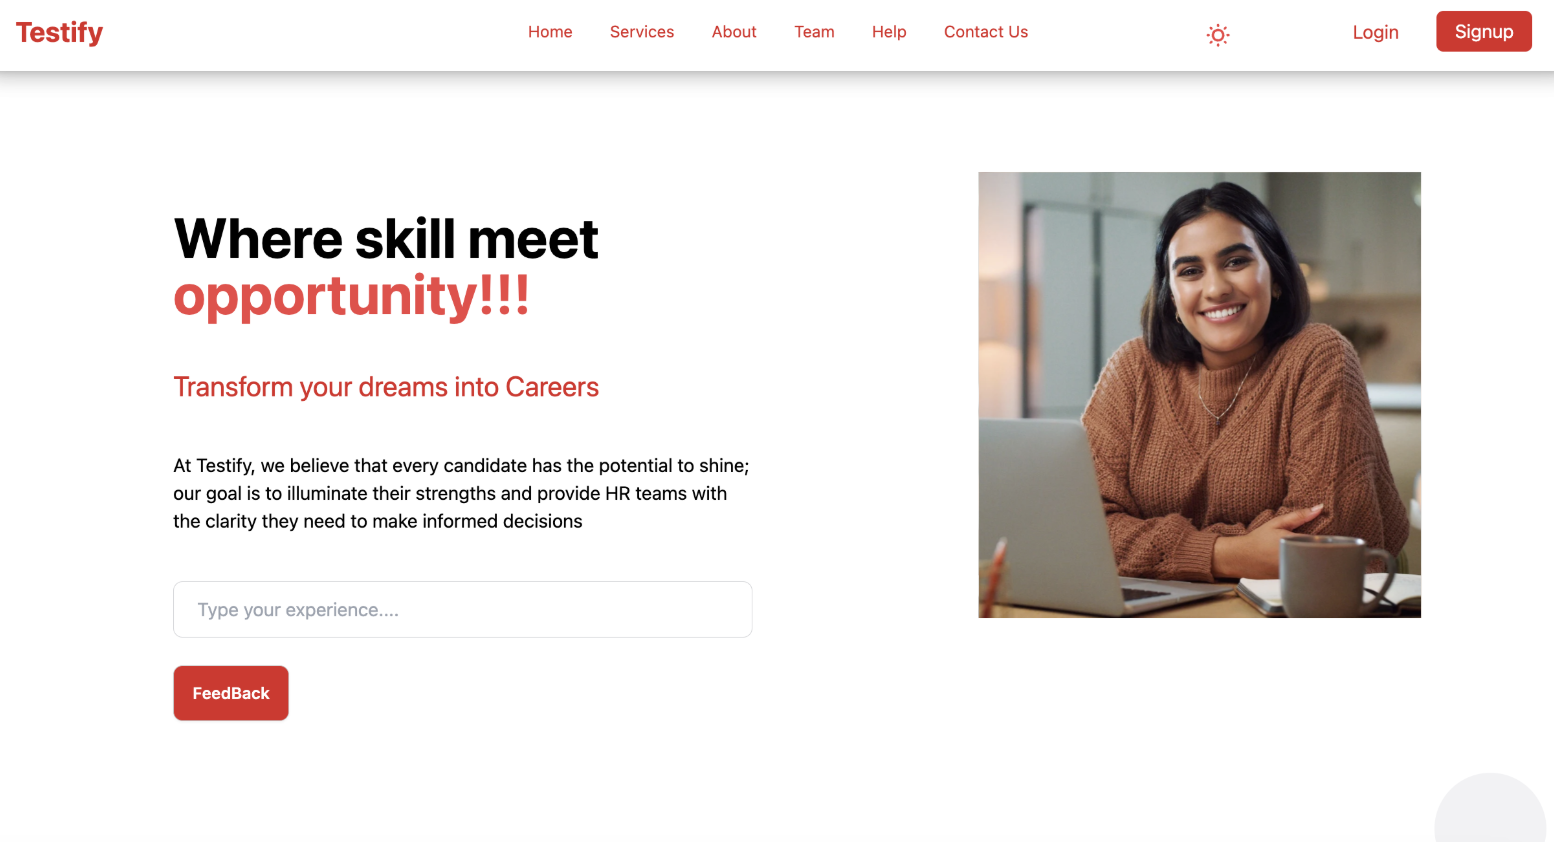 Testify
Home
Services
About
Team
Help
Contact Us
Login
Signup
Where skill meet
opportunity!!!
Transform your dreams into Careers
At Testify, we believe that every candidate has the potential to shine;
our goal is to illuminate their strengths and provide HR teams with
the clarity they need to make informed decisions
Type your experience....
FeedBack